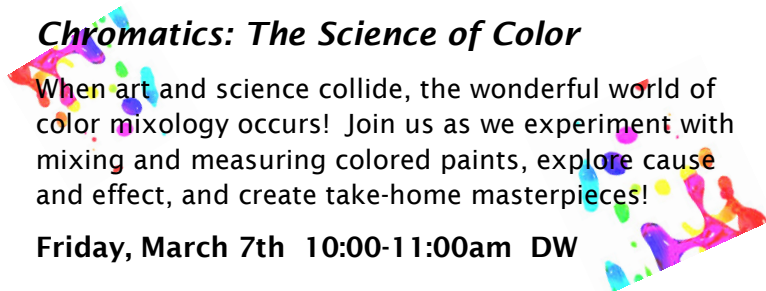 Chromatics: The Science of Color
When art and science collide, the wonderful world of
color mixology occurs!  Join us as we experiment with
mixing and measuring colored paints, explore cause
and effect, and create take-home masterpieces!
Friday, March 7th  10:00-11:00am  DW